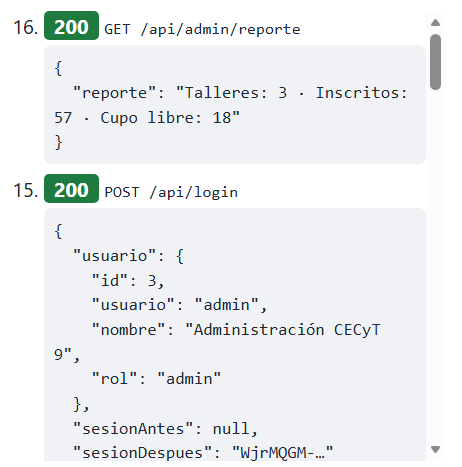 16. 200 GET /api/admin/reporte
{
  "reporte": "Talleres: 3 · Inscritos:
57 · Cupo libre: 18"
}
15. 200 POST /api/login
{
  "usuario": {
    "id": 3,
    "usuario": "admin",
    "nombre": "Administración CECyT
9",
    "rol": "admin"
  },
  "sesionAntes": null,
  "sesionDespues": "WjrMQGM-…"